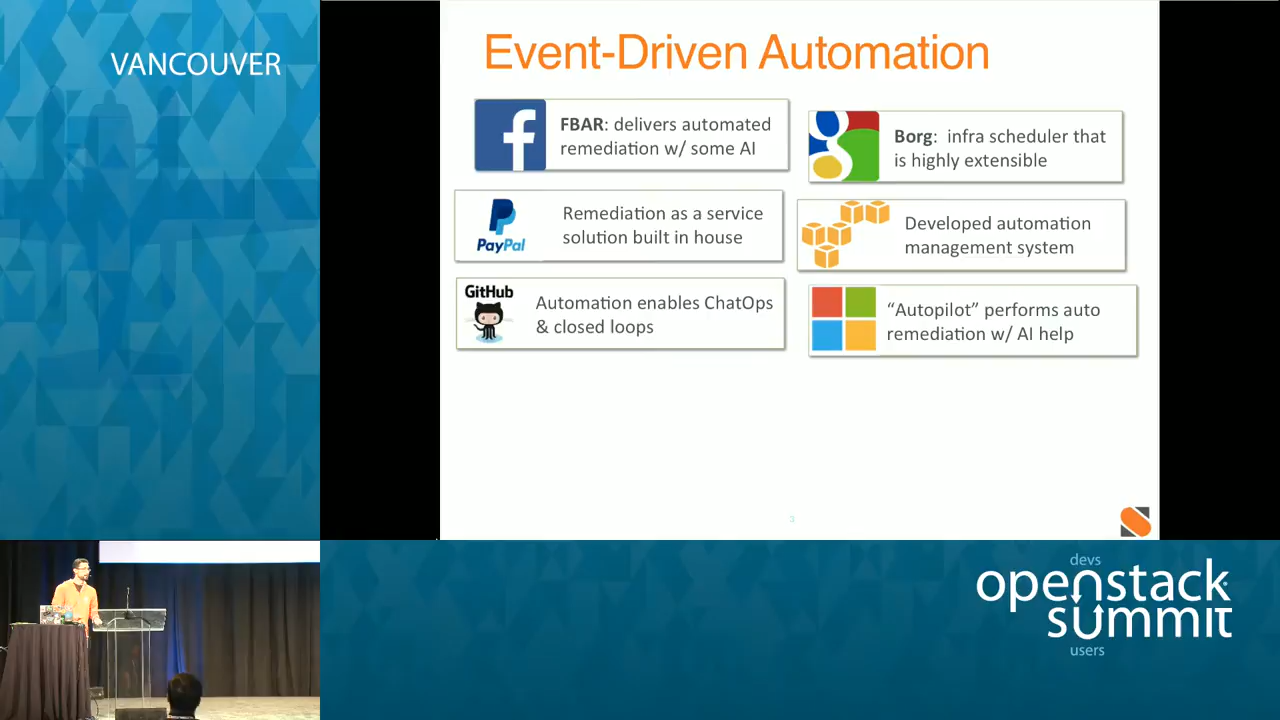 VANCOUVER
Event-Driven Automation
FBAR: delivers automated
remediation w/ some AI
Borg:  infra scheduler that
is highly extensible
PayPal
Remediation as a service
solution built in house
Developed automation
management system
GitHub
Automation enables ChatOps
& closed loops
“Autopilot” performs auto
remediation w/ AI help
devs
openstack
summit
users